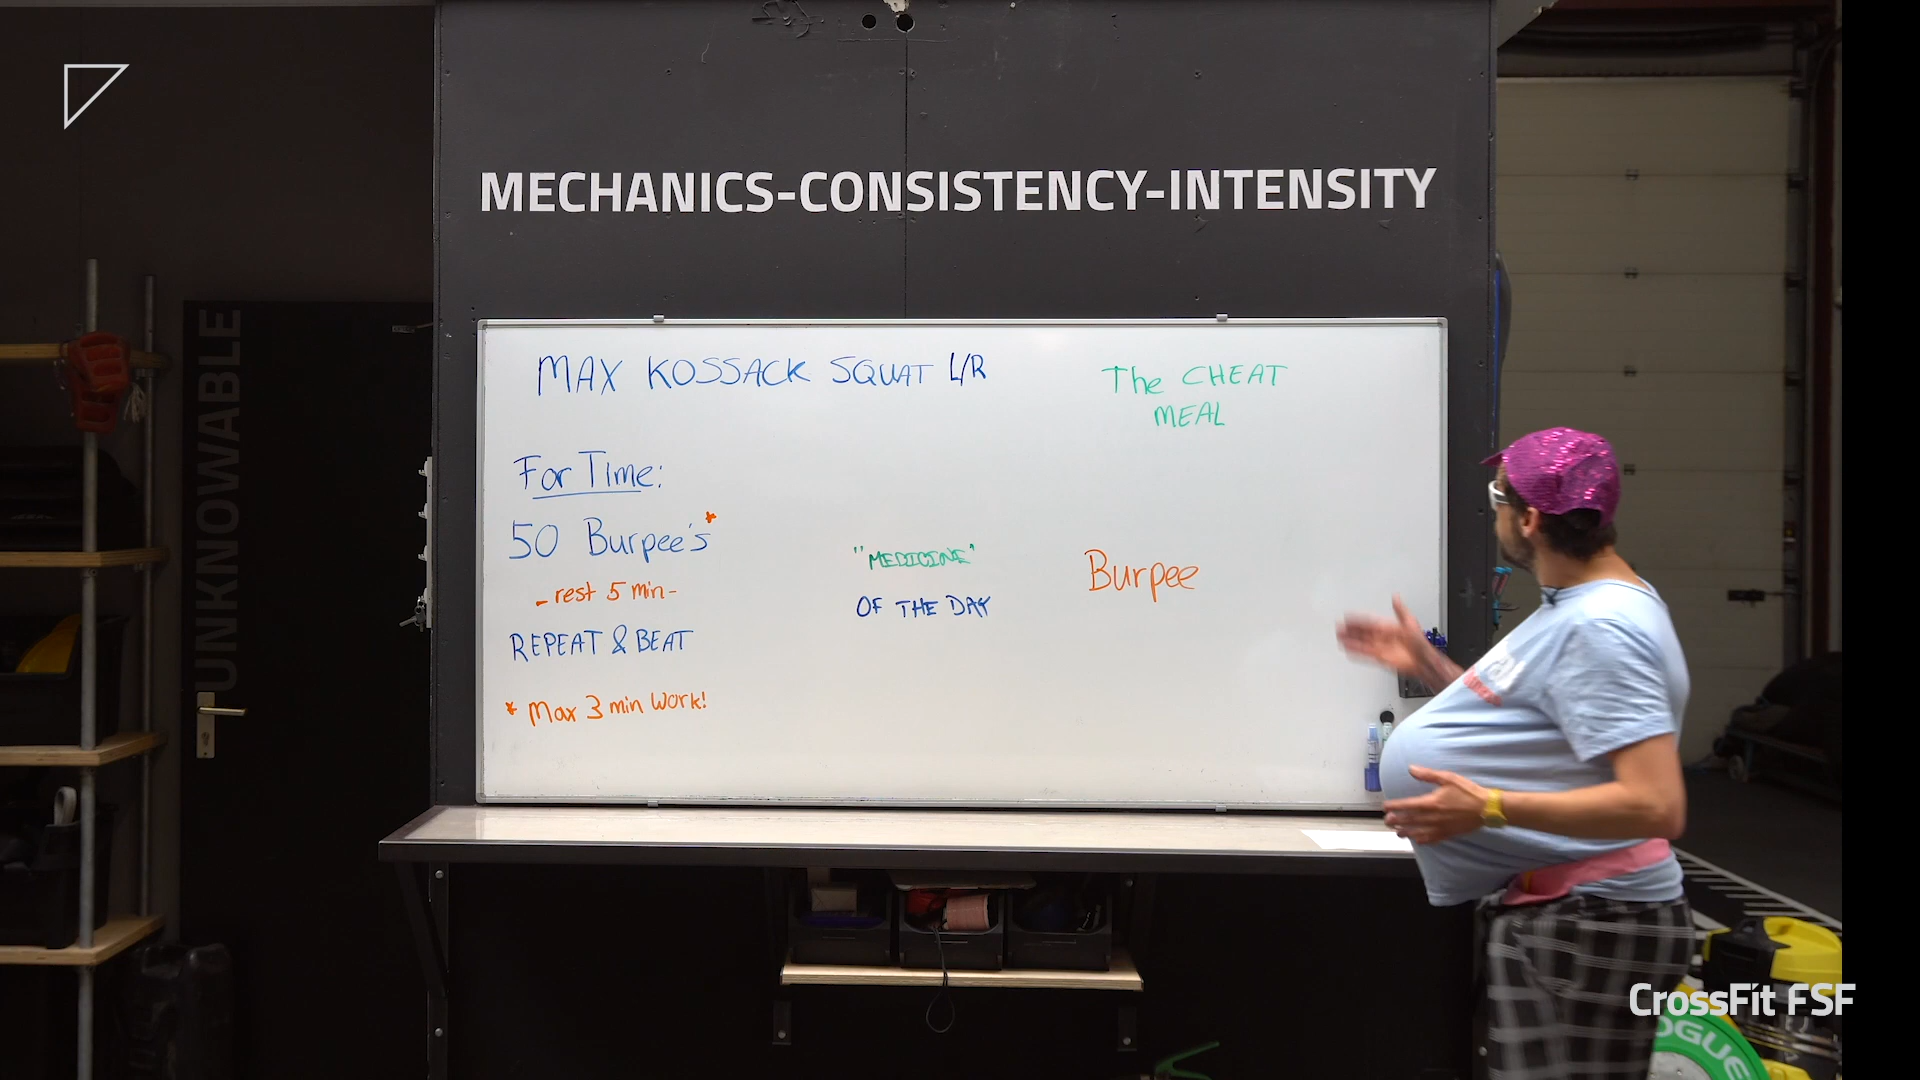 MECHANICS-CONSISTENCY-INTENSITY
UNKNOWABLE
MAX KOSSACK SQUAT L/R
The CHEAT
MEAL
For Time:
50 Burpee's*
- rest 5 min -
REPEAT & BEAT
* Max 3 min work!
"MEDICINE"
OF THE DAY
Burpee
CrossFit FSF
OGUE